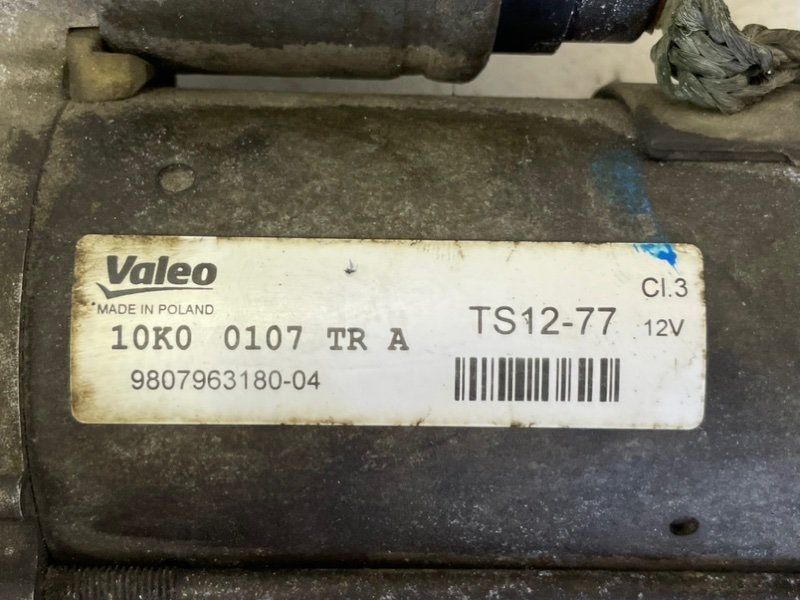 Valeo
MADE IN POLAND
10K0 0107 TR A
9807963180-04
TS12-77
Cl.3
12V